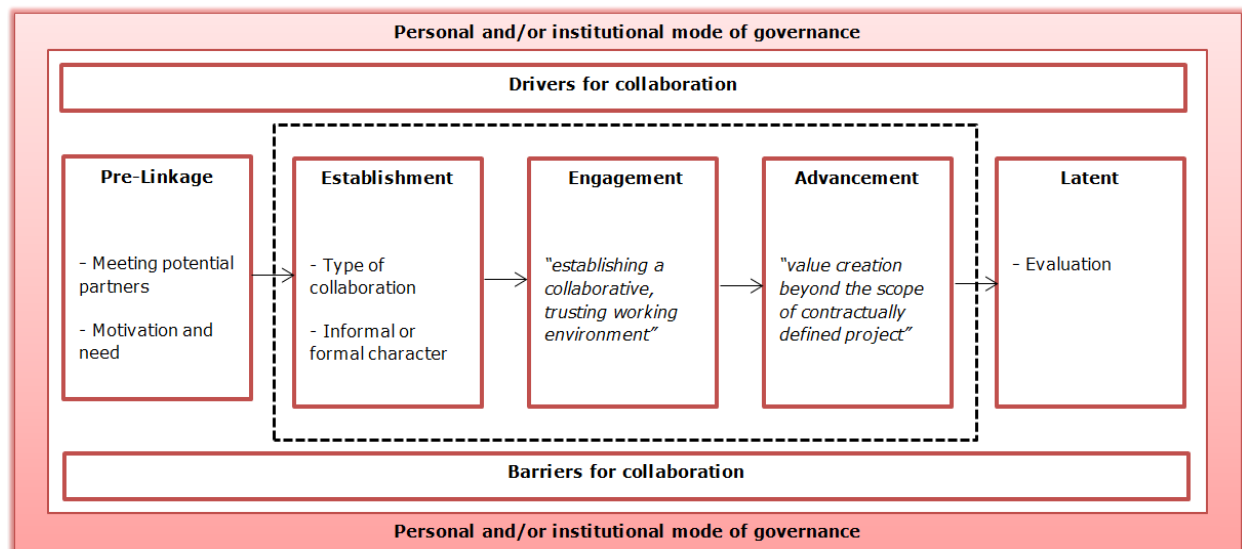 Personal and/or institutional mode of governance
Drivers for collaboration
Pre-Linkage
- Meeting potential
partners
- Motivation and
need
Establishment
- Type of
collaboration
- Informal or
formal character
Engagement
“establishing a
collaborative,
trusting working
environment”
Advancement
“value creation
beyond the scope
of contractually
defined project”
Latent
- Evaluation
Barriers for collaboration
Personal and/or institutional mode of governance